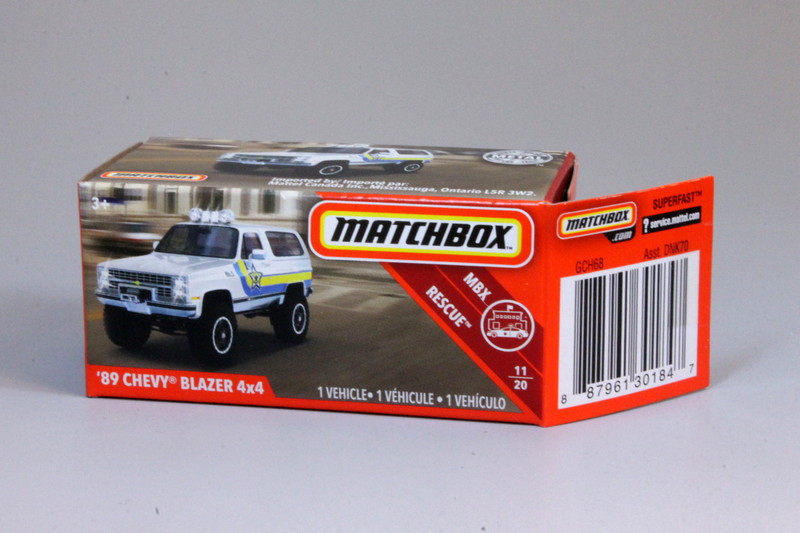 MATCHBOX
METAL
Imported by/Importé par:
Mattel Canada Inc., Mississauga, Ontario L5R 3W2.
3+
MATCHBOX™
MBX
RESCUE™
11
20
'89 CHEVY® BLAZER 4x4
1 VEHICLE • 1 VÉHICULE • 1 VEHÍCULO
SUPERFAST™
MATCHBOX
.com
? service.mattel.com
GCH68
Asst. DNK70
8 87961 30184 7